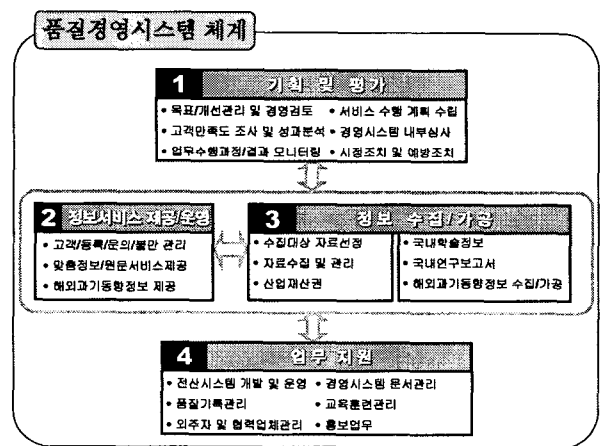 품질경영시스템 체계
1 기획 및 평가
• 목표/개선관리 및 경영검토 • 서비스 수행 계획 수립
• 고객만족도 조사 및 성과분석 • 경영시스템 내부심사
• 업무수행과정/결과 모니터링 • 시정조치 및 예방조치
2 정보서비스 제공/운영
• 고객/등록/문의/불만 관리
• 맞춤정보/원문서비스제공
• 해외과기동향정보 제공
3 정보 수집/가공
• 수집대상 자료선정
• 자료수집 및 관리
• 산업재산권
• 국내학술정보
• 국내연구보고서
• 해외과기동향정보 수집/가공
4 업무 지원
• 전산시스템 개발 및 운영 • 경영시스템 문서관리
• 품질기록관리 • 교육훈련관리
• 외주자 및 협력업체관리 • 홍보업무